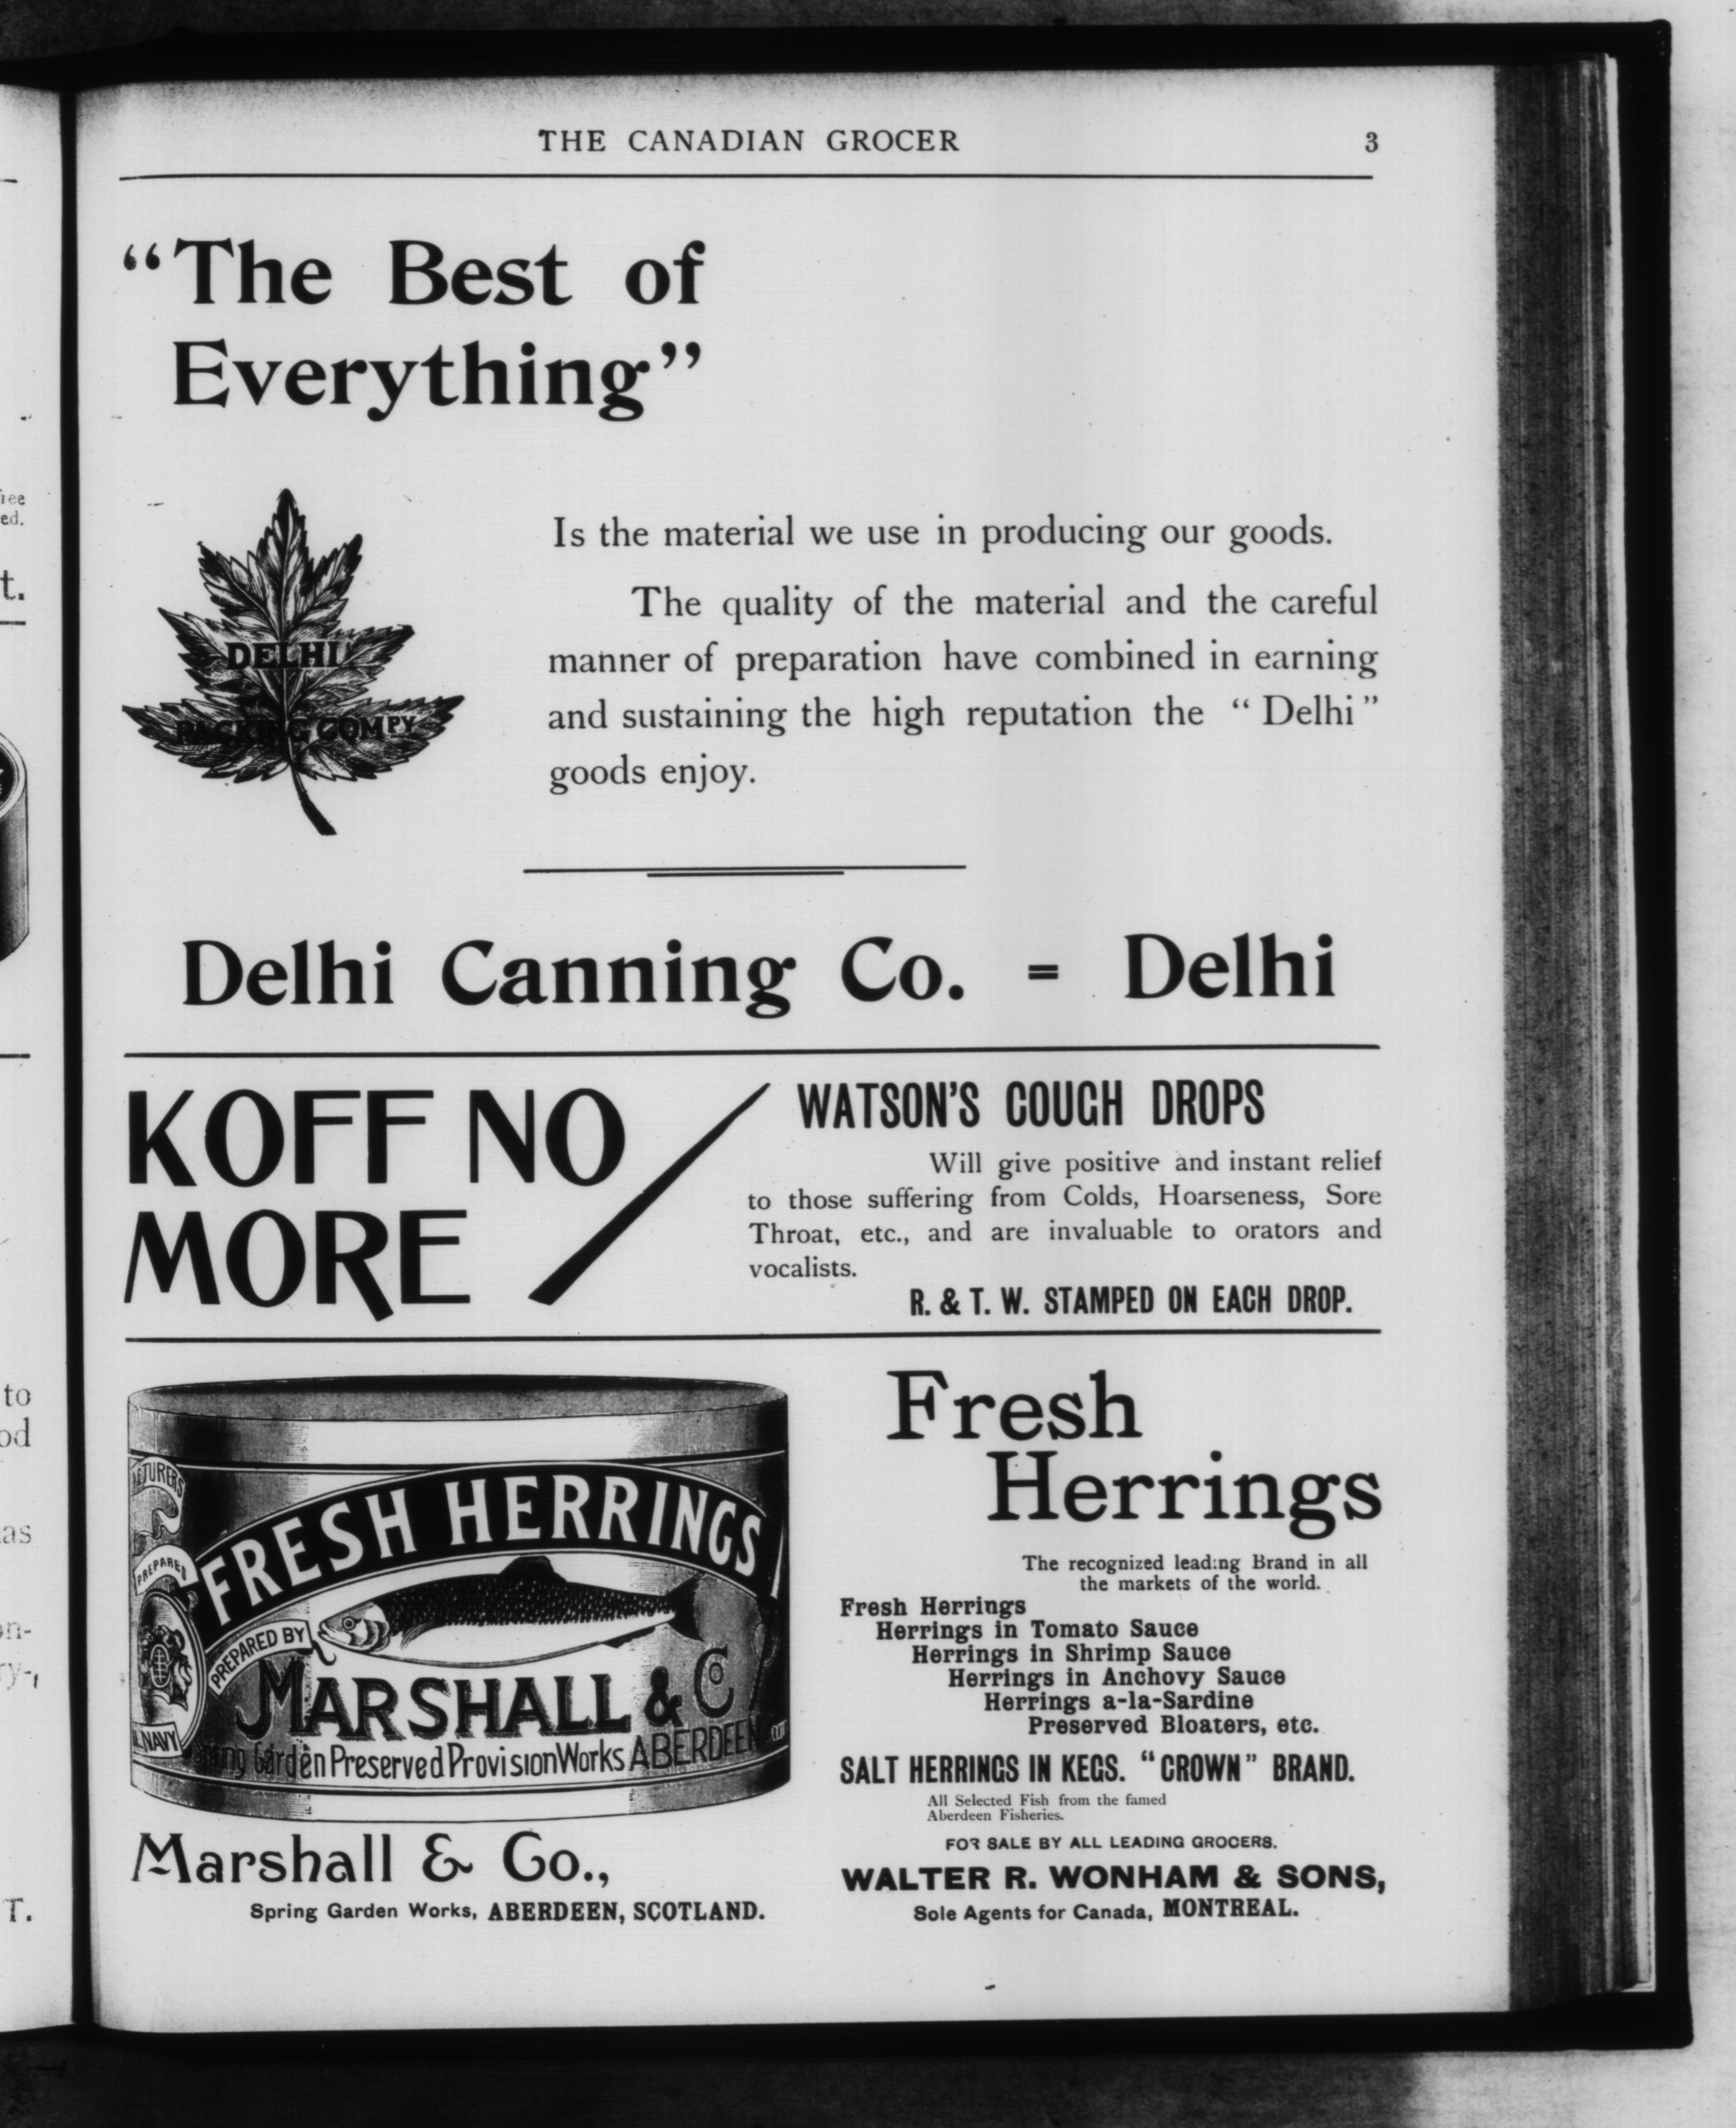 THE CANADIAN GROCER 3
“The Best of
Everything”
DELHI
PACKING COMPY
Is the material we use in producing our goods.
The quality of the material and the careful
manner of preparation have combined in earning
and sustaining the high reputation the “ Delhi ”
goods enjoy.
Delhi Canning Co. = Delhi
KOFF NO
MORE
WATSON'S COUGH DROPS
Will give positive and instant relief
to those suffering from Colds, Hoarseness, Sore
Throat, etc., and are invaluable to orators and
vocalists.
R. & T. W. STAMPED ON EACH DROP.
PREPARED
NAVY
FRESH HERRINGS
PREPARED BY
MARSHALL & Co
Spring Garden Preserved Provision Works ABERDEEN
Marshall & Co.,
Spring Garden Works, ABERDEEN, SCOTLAND.
Fresh
Herrings
The recognized leading Brand in all
the markets of the world.
Fresh Herrings
Herrings in Tomato Sauce
Herrings in Shrimp Sauce
Herrings in Anchovy Sauce
Herrings a-la-Sardine
Preserved Bloaters, etc.
SALT HERRINGS IN KEGS. “CROWN” BRAND.
All Selected Fish from the famed
Aberdeen Fisheries.
FOR SALE BY ALL LEADING GROCERS.
WALTER R. WONHAM & SONS,
Sole Agents for Canada, MONTREAL.